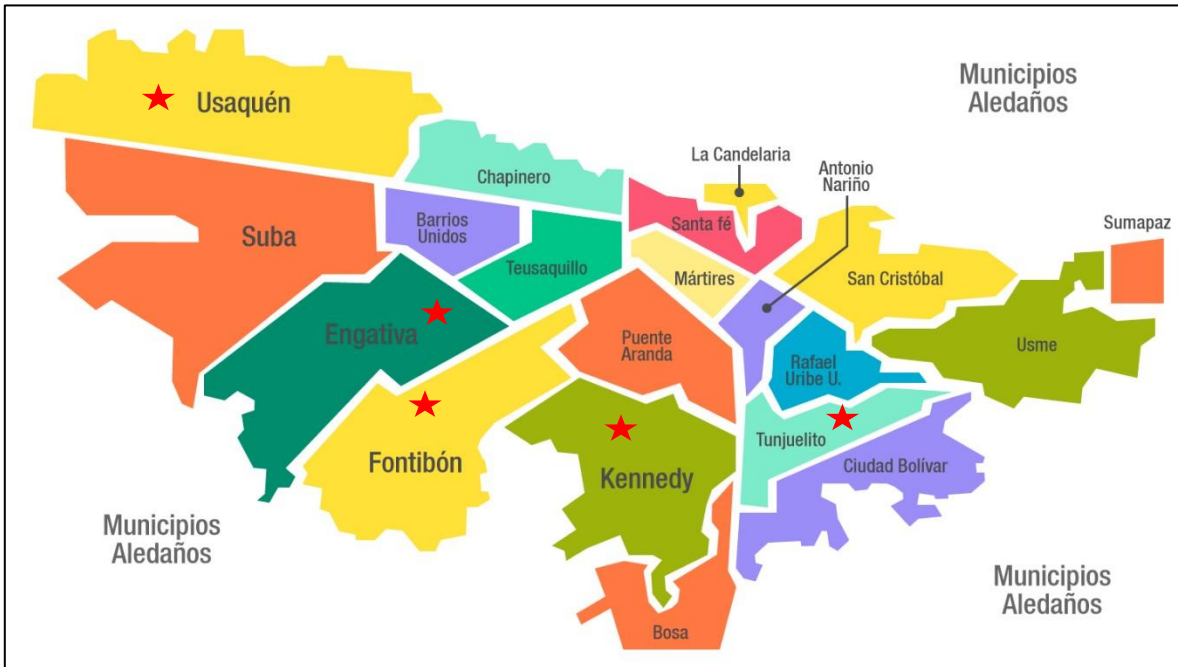 Municipios
Aledaños
Usaquén
La Candelaria
Antonio
Nariño
Chapinero
Sumapaz
Barrios
Unidos
Santa fé
Suba
Teusaquillo
Mártires
San Cristóbal
Engativa
Puente
Aranda
Rafael
Uribe U.
Usme
Tunjuelito
Fontibón
Kennedy
Ciudad Bolívar
Municipios
Aledaños
Municipios
Aledaños
Bosa